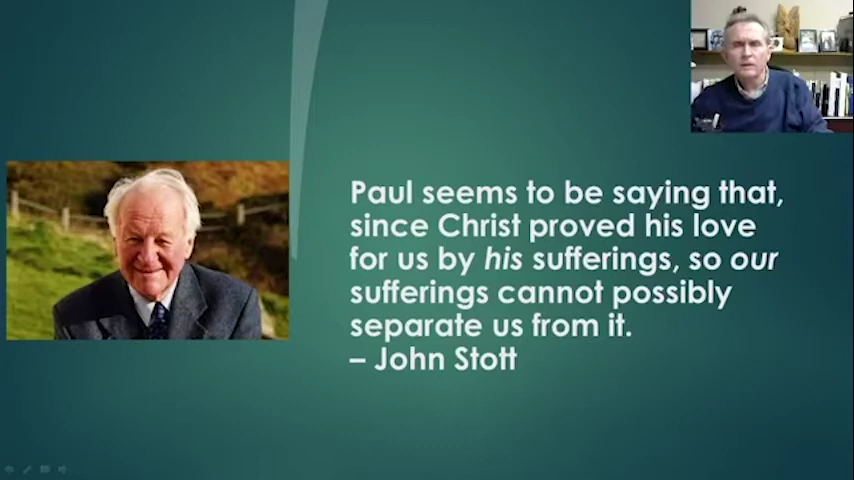 Paul seems to be saying that,
since Christ proved his love
for us by his sufferings, so our
sufferings cannot possibly
separate us from it.
– John Stott